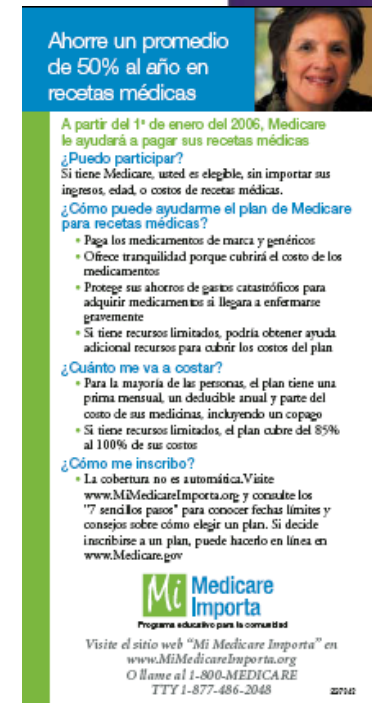 Ahorre un promedio
de 50% al año en
recetas médicas
A partir del 1º de enero del 2006, Medicare
le ayudará a pagar sus recetas médicas
¿Puedo participar?
Si tiene Medicare, usted es elegible, sin importar sus
ingresos, edad, o costos de recetas médicas.
¿Cómo puede ayudarme el plan de Medicare
para recetas médicas?
• Paga los medicamentos de marca y genéricos
• Ofrece tranquilidad porque cubrirá el costo de los
medicamentos
• Protege sus ahorros de gastos catastróficos para
adquirir medicamentos si llegara a enfermarse
gravemente
• Si tiene recursos limitados, podría obtener ayuda
adicional recursos para cubrir los costos del plan
¿Cuánto me va a costar?
• Para la mayoría de las personas, el plan tiene una
prima mensual, un deducible anual y parte del
costo de sus medicinas, incluyendo un copago
• Si tiene recursos limitados, el plan cubre del 85%
al 100% de sus costos
¿Cómo me inscribo?
• La cobertura no es automática.Visite
www.MiMedicareImporta.org y consulte los
"7 sencillos pasos" para conocer fechas límites y
consejos sobre cómo elegir un plan. Si decide
inscribirse a un plan, puede hacerlo en línea en
www.Medicare.gov
Mi Medicare
Importa
Programa educativo para la comunidad
Visite el sitio web "Mi Medicare Importa" en
www.MiMedicareImporta.org
O llame al 1-800-MEDICARE
TTY 1-877-486-2048